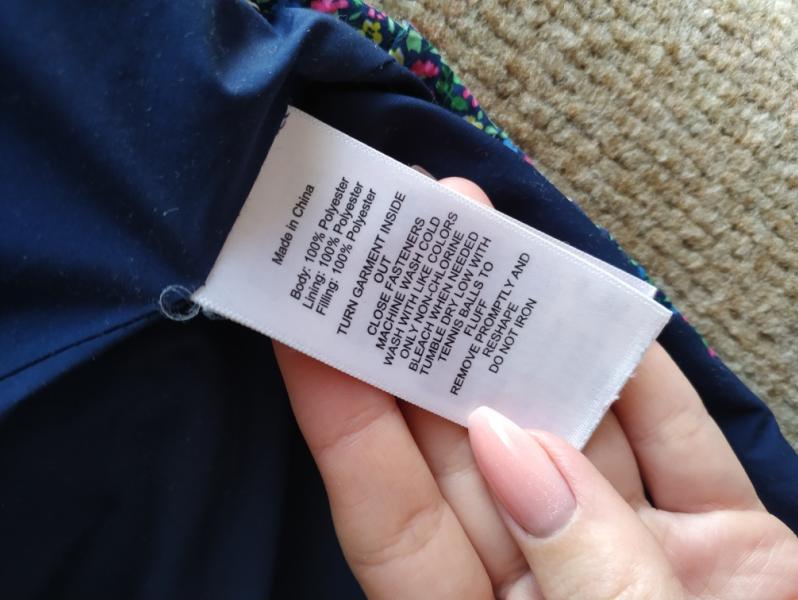 Made in China
Body: 100% Polyester
Lining: 100% Polyester
Filling: 100% Polyester
TURN GARMENT INSIDE
OUT
CLOSE FASTENERS
MACHINE WASH COLD
WASH WITH LIKE COLORS
ONLY NON-CHLORINE
BLEACH WHEN NEEDED
TUMBLE DRY LOW WITH
TENNIS BALLS TO
FLUFF
REMOVE PROMPTLY AND
RESHAPE
DO NOT IRON